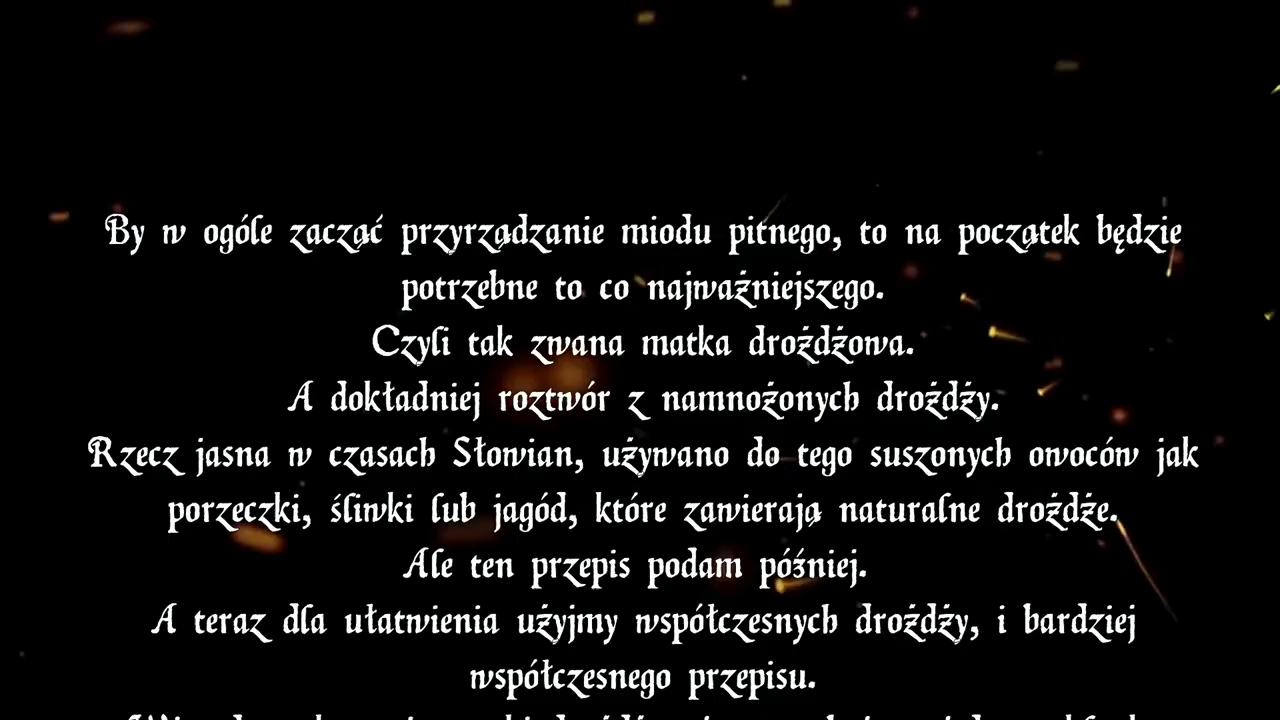 By w ogóle zacząć przyrządzanie miodu pitnego, to na początek będzie
potrzebne to co najważniejszego.
Czyli tak zwana matka drożdżowa.
A dokładniej roztwór z namnożonych drożdży.
Rzecz jasna w czasach Słowian, używano do tego suszonych owoców jak
porzeczki, śliwki lub jagód, które zawierają naturalne drożdże.
Ale ten przepis podam później.
A teraz dla ułatwienia użyjmy współczesnych drożdży, i bardziej
współczesnego przepisu.